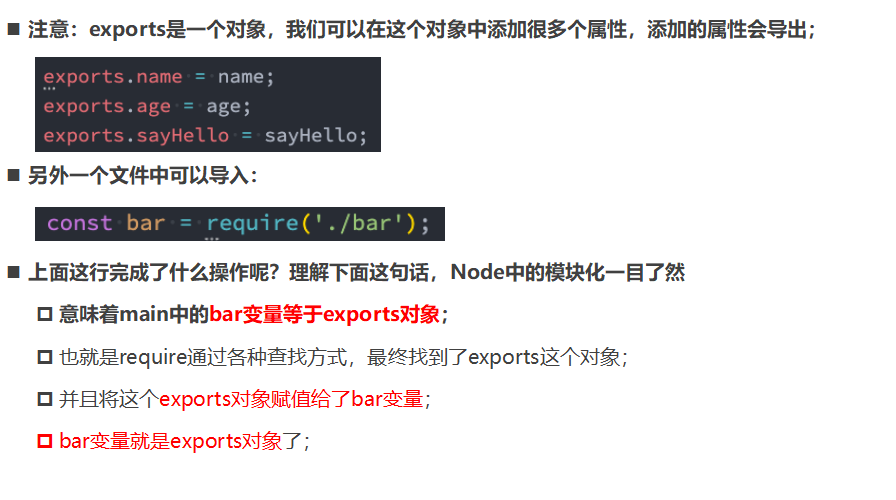 注意：exports是一个对象，我们可以在这个对象中添加很多个属性，添加的属性会导出；
exports.name = name;
exports.age = age;
exports.sayHello = sayHello;
另外一个文件中可以导入：
const bar = require('./bar');
上面这行完成了什么操作呢？理解下面这句话，Node中的模块化一目了然
意味着main中的bar变量等于exports对象；
也就是require通过各种查找方式，最终找到了exports这个对象；
并且将这个exports对象赋值给了bar变量；
bar变量就是exports对象了；